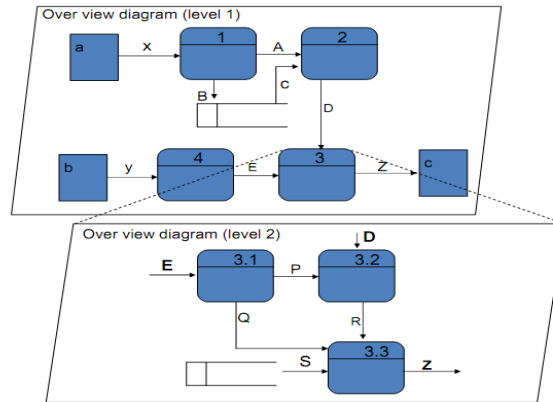 Over view diagram (level 1)
a
x
1
A
2
B
c
D
b
y
4
E
3
Z
c
Over view diagram (level 2)
D
E
3.1
P
3.2
Q
R
S
3.3
Z